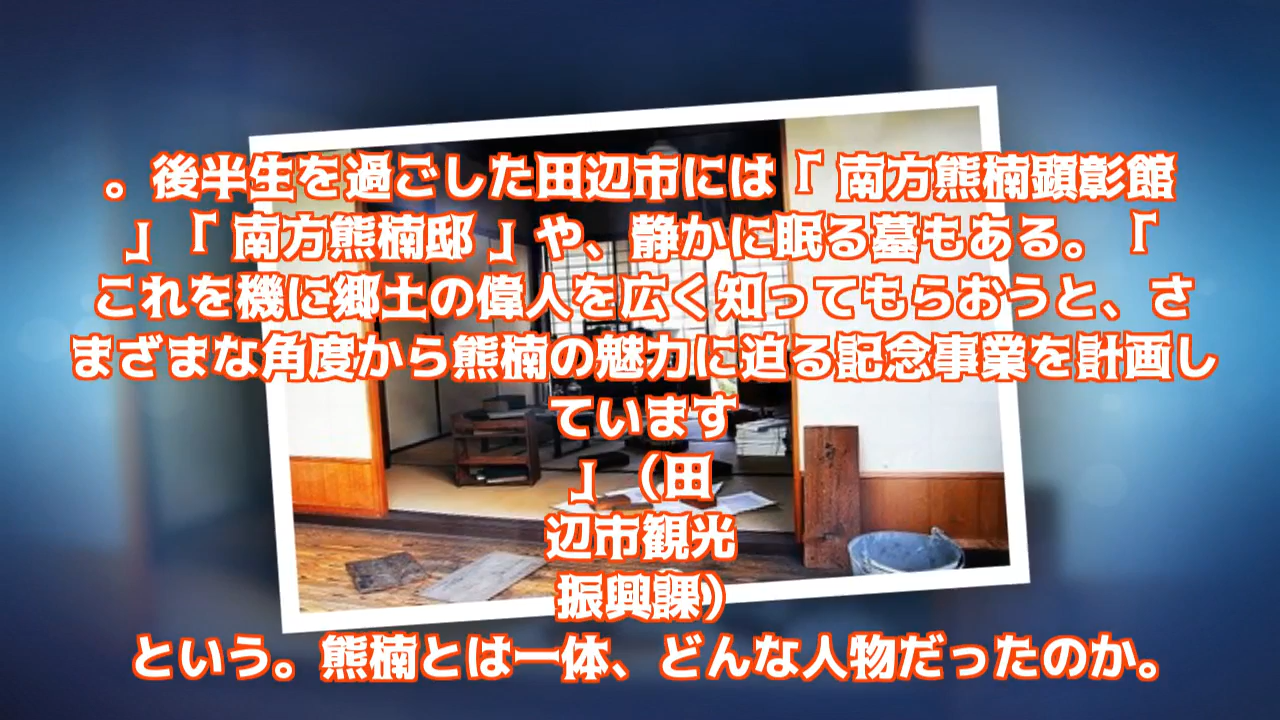 。後半生を過ごした田辺市には「 南方熊楠顕彰館
」「 南方熊楠邸 」や、静かに眠る墓もある。「
これを機に郷土の偉人を広く知ってもらおうと、さ
まざまな角度から熊楠の魅力に迫る記念事業を計画し
ています
」（田
辺市観光
振興課）
という。熊楠とは一体、どんな人物だったのか。